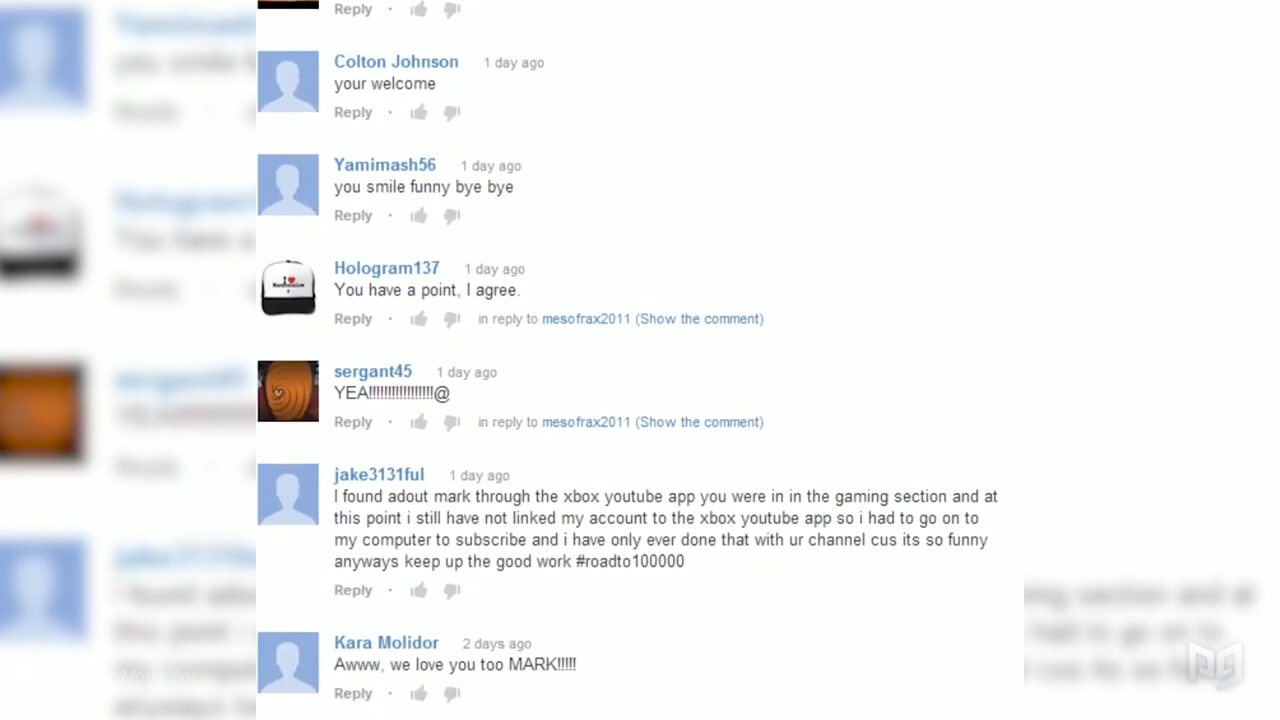 Reply ·
Colton Johnson 1 day ago
your welcome
Reply ·
Yamimash56 1 day ago
you smile funny bye bye
Reply ·
I
Hologram137 1 day ago
You have a point, I agree.
Reply · in reply to mesofrax2011 (Show the comment)
sergant45 1 day ago
YEA!!!!!!!!!!!!!!!!!@
Reply · in reply to mesofrax2011 (Show the comment)
jake3131ful 1 day ago
I found adout mark through the xbox youtube app you were in in the gaming section and at
this point i still have not linked my account to the xbox youtube app so i had to go on to
my computer to subscribe and i have only ever done that with ur channel cus its so funny
anyways keep up the good work #roadto100000
Reply ·
Kara Molidor 2 days ago
Awww, we love you too MARK!!!!!
Reply ·
PG